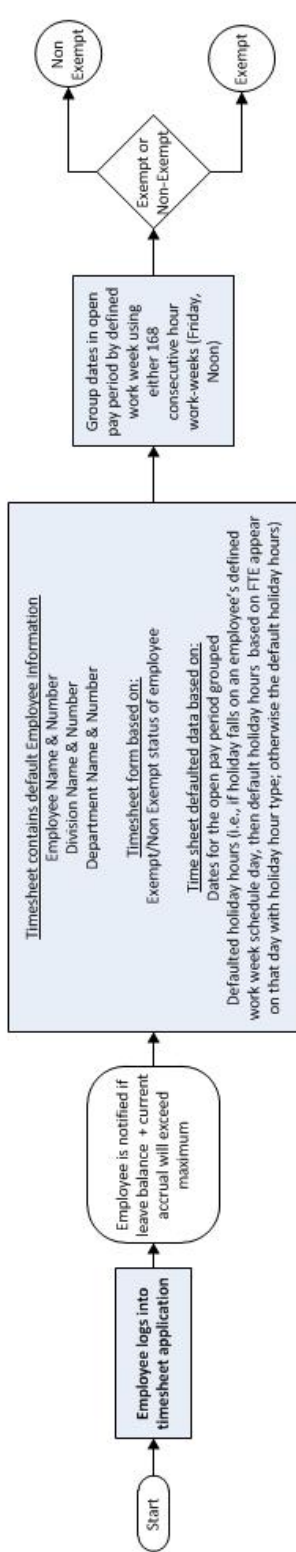 Start
Employee logs into
timesheet application
Employee is notified if
leave balance + current
accrual will exceed
maximum
Timesheet contains default Employee Information
Employee Name & Number
Division Name & Number
Department Name & Number
Timesheet form based on:
Exempt/Non Exempt status of employee
Time sheet defaulted data based on:
Dates for the open pay period grouped
Defaulted holiday hours (i.e., if holiday falls on an employee's defined
work week schedule day, then default holiday hours based on FTE appear
on that day with holiday hour type; otherwise the default holiday hours)
Group dates in open
pay period by defined
work week using
either 168
consecutive hour
work-weeks (Friday,
Noon)
Exempt or
Non-Exempt
Non
Exempt
Exempt